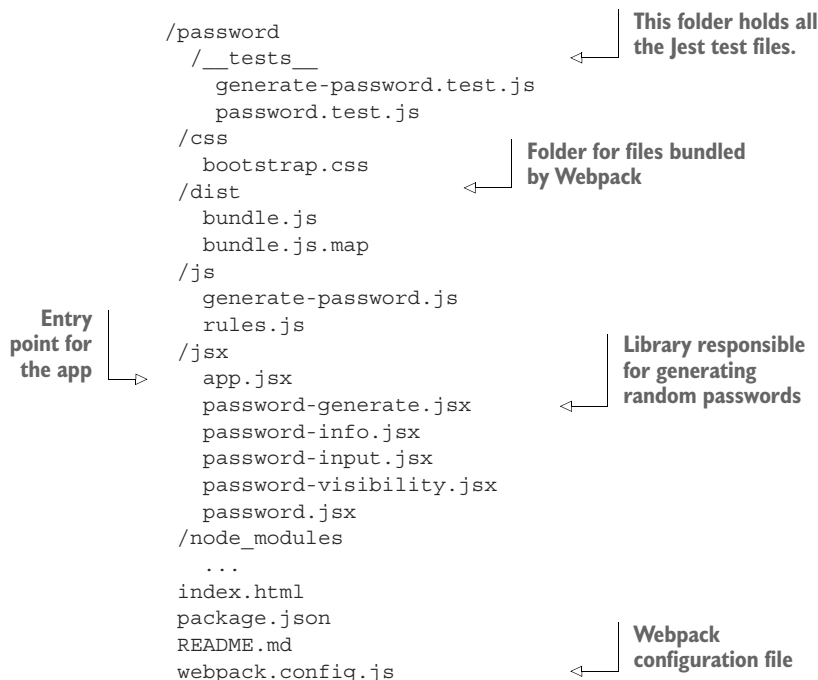 /password
/__tests__
generate-password.test.js
password.test.js
/css
bootstrap.css
/dist
bundle.js
bundle.js.map
/js
generate-password.js
rules.js
/jsx
app.jsx
password-generate.jsx
password-info.jsx
password-input.jsx
password-visibility.jsx
password.jsx
/node_modules
...
index.html
package.json
README.md
webpack.config.js
This folder holds all
the Jest test files.
Folder for files bundled
by Webpack
Entry
point for
the app
Library responsible
for generating
random passwords
Webpack
configuration file